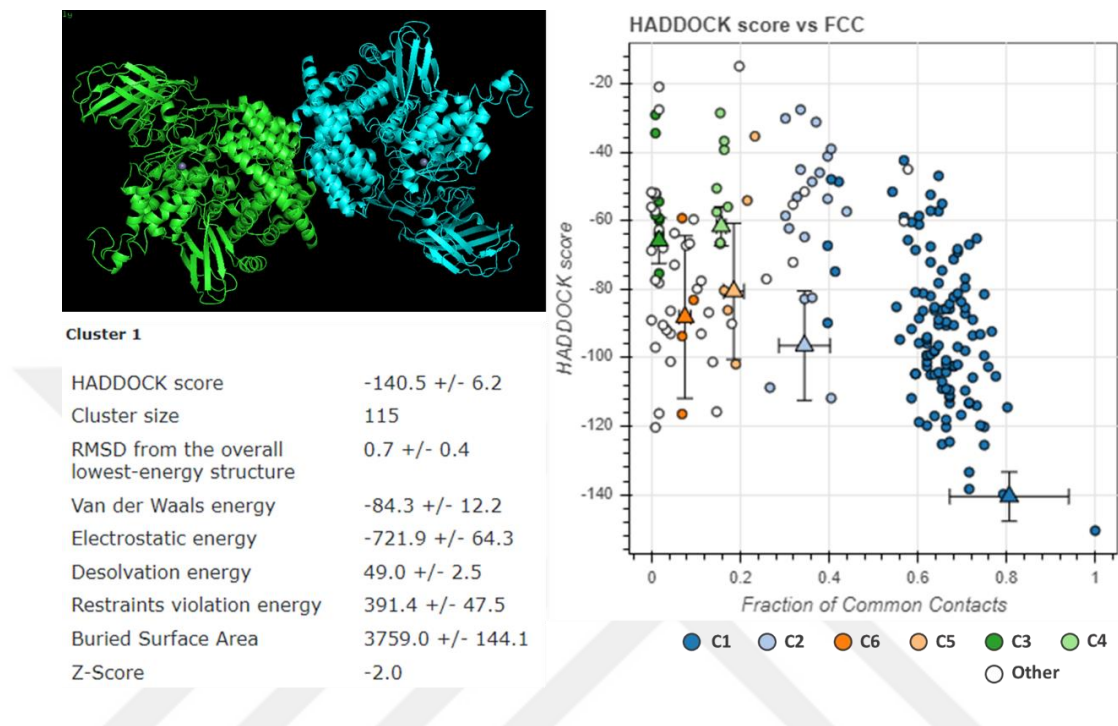 Cluster 1
HADDOCK score -140.5 +/- 6.2
Cluster size 115
RMSD from the overall
lowest-energy structure 0.7 +/- 0.4
Van der Waals energy -84.3 +/- 12.2
Electrostatic energy -721.9 +/- 64.3
Desolvation energy 49.0 +/- 2.5
Restraints violation energy 391.4 +/- 47.5
Buried Surface Area 3759.0 +/- 144.1
Z-Score -2.0
HADDOCK score vs FCC
HADDOCK score
-20
-40
-60
-80
-100
-120
-140
0 0.2 0.4 0.6 0.8 1
Fraction of Common Contacts
C1 C2 C6 C5 C3 C4
Other